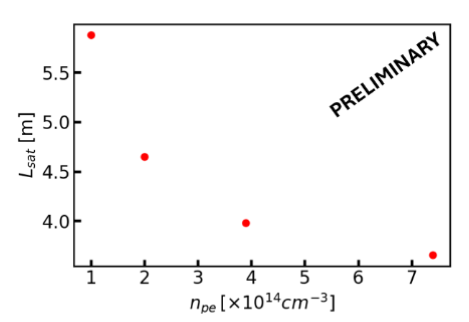 PRELIMINARY
5.5
5.0
4.5
4.0
L_sat [m]
1 2 3 4 5 6 7
n_pe [×10^14 cm^−3]